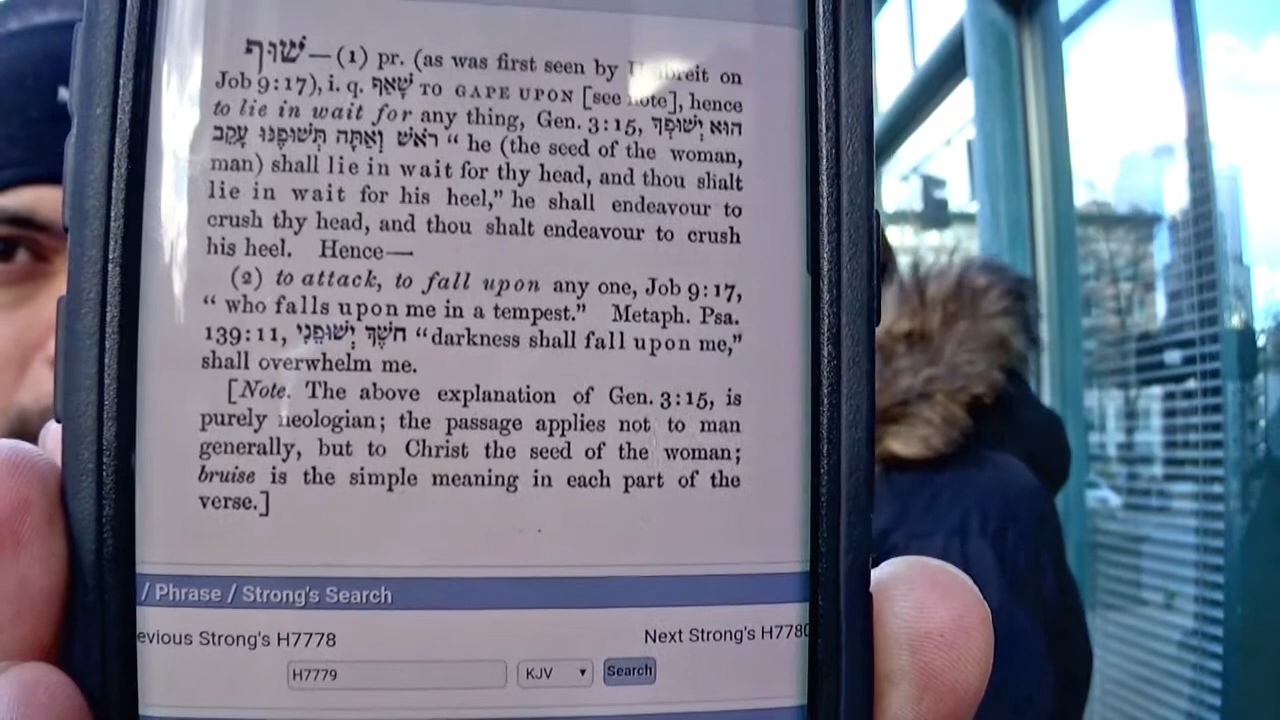 שׁוּף—(1) pr. (as was first seen by on
Job 9:17), i. q. שָׁאַף TO GAPE UPON [see note], hence
to lie in wait for any thing, Gen. 3:15, הוּא יְשׁוּפְךָ
רֹאשׁ וְאַתָּה תְּשׁוּפֶנּוּ עָקֵב “ he (the seed of the woman,
man) shall lie in wait for thy head, and thou shalt
lie in wait for his heel,” he shall endeavour to
crush thy head, and thou shalt endeavour to crush
his heel. Hence—
(2) to attack, to fall upon any one, Job 9:17,
“ who falls upon me in a tempest.” Metaph. Psa.
139:11, חֹשֶׁךְ יְשׁוּפֵנִי “darkness shall fall upon me,”
shall overwhelm me.
[Note. The above explanation of Gen. 3:15, is
purely neologian; the passage applies not to man
generally, but to Christ the seed of the woman;
bruise is the simple meaning in each part of the
verse.]
/ Phrase / Strong's Search
evious Strong's H7778
Next Strong's H7780
H7779
KJV
Search